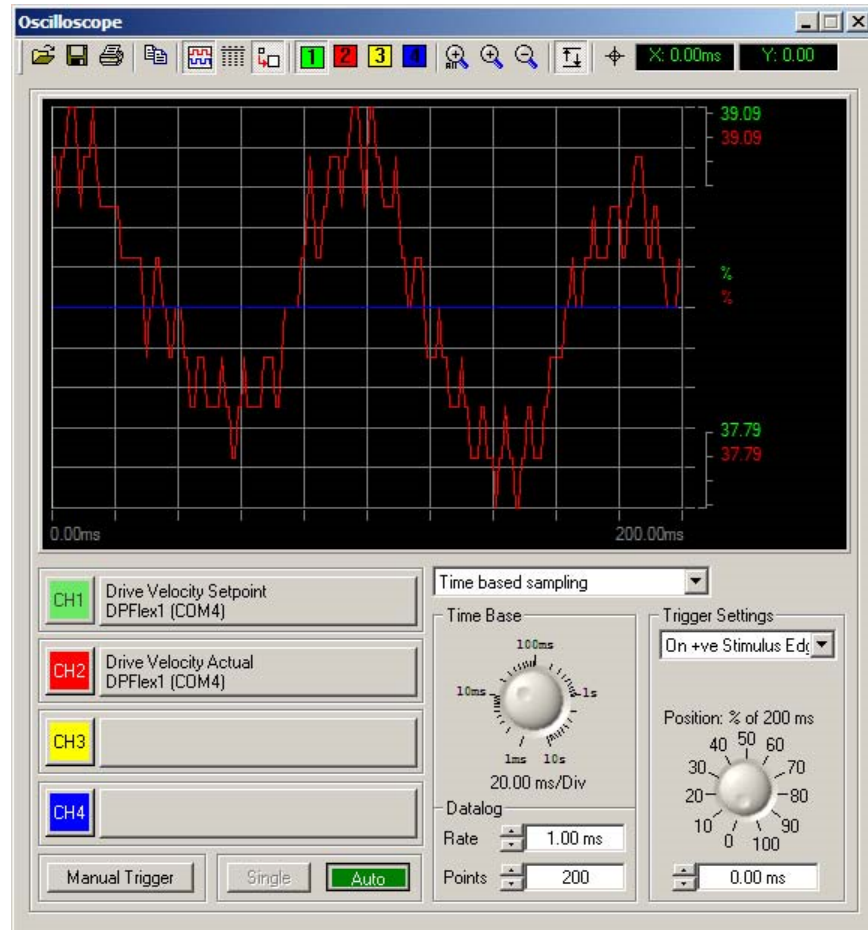 Oscilloscope
All 1 2 3 4 X: 0.00ms Y: 0.00
39.09
39.09
%
%
37.79
37.79
0.00ms 200.00ms
CH1 Drive Velocity Setpoint
DPFlex1 (COM4)
CH2 Drive Velocity Actual
DPFlex1 (COM4)
CH3
CH4
Manual Trigger Single Auto
Time based sampling
Time Base
100ms
10ms 1s
1ms 10s
20.00 ms/Div
Datalog
Rate 1.00 ms
Points 200
Trigger Settings
On +ve Stimulus Edg
Position: % of 200 ms
40 50 60
30 70
20 80
10 90
0 100
0.00 ms